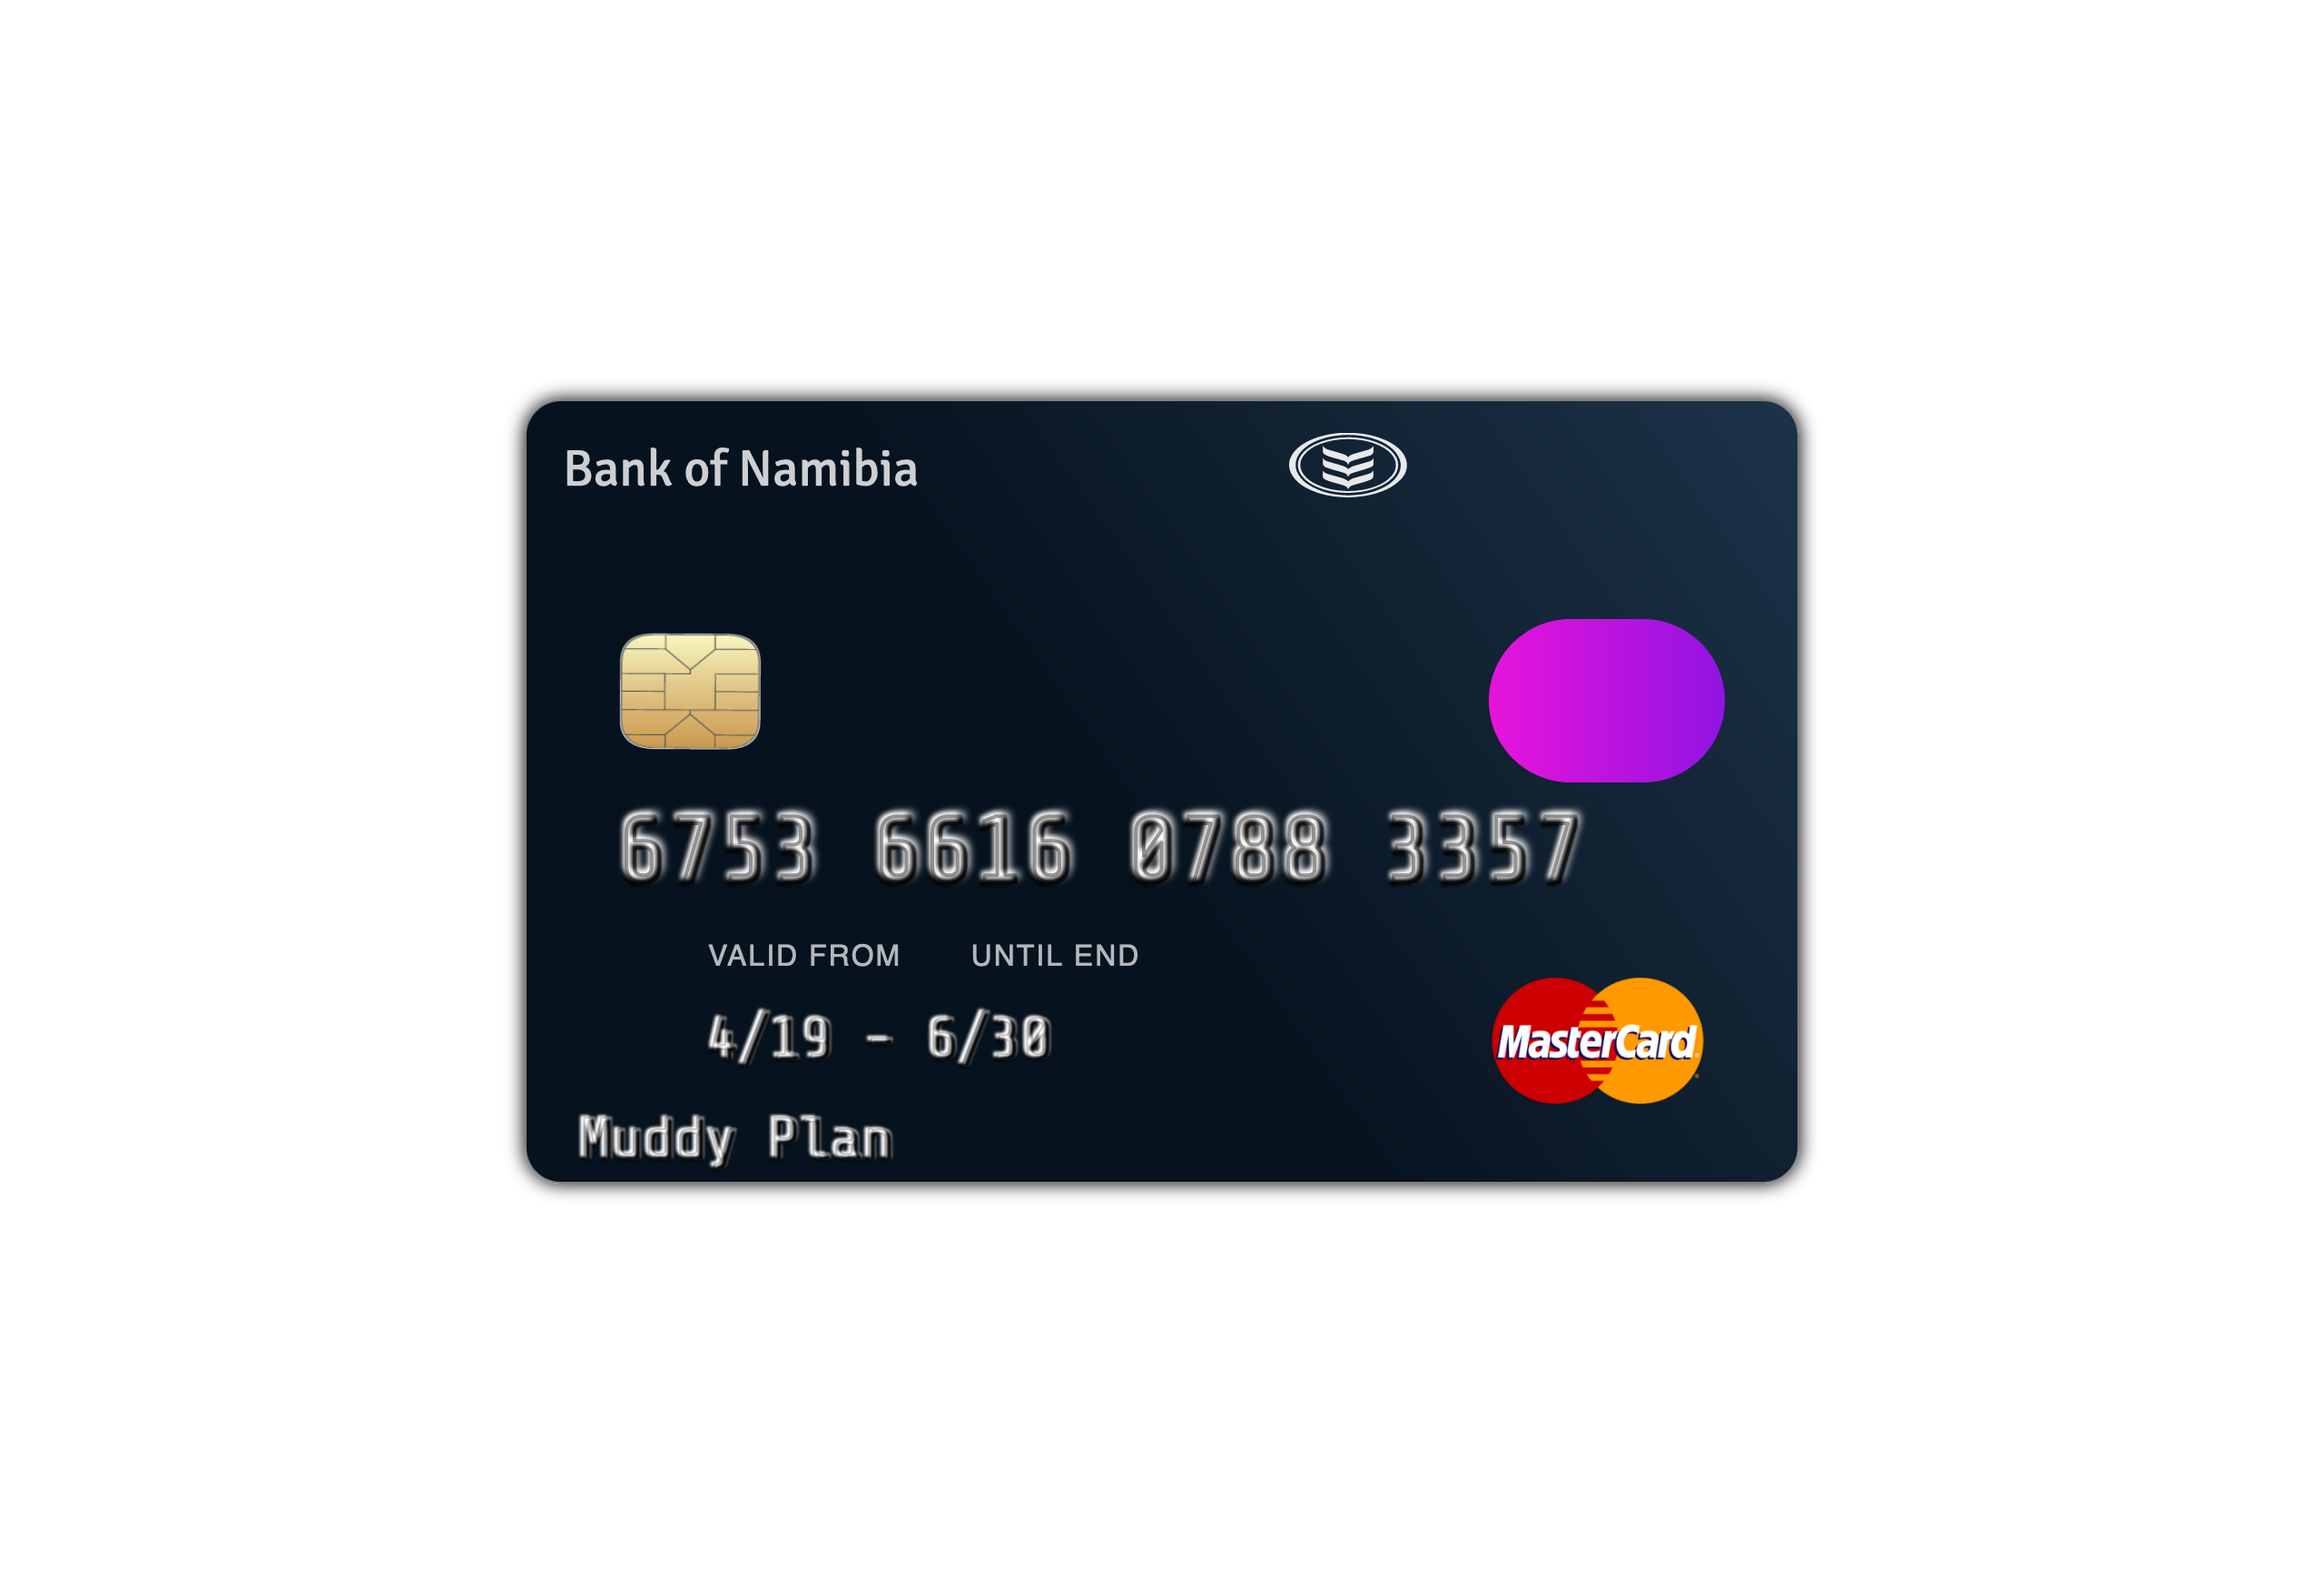 Bank of Namibia
6753 6616 0788 3357
VALID FROM UNTIL END
4/19 - 6/30
MasterCard
Muddy Plan